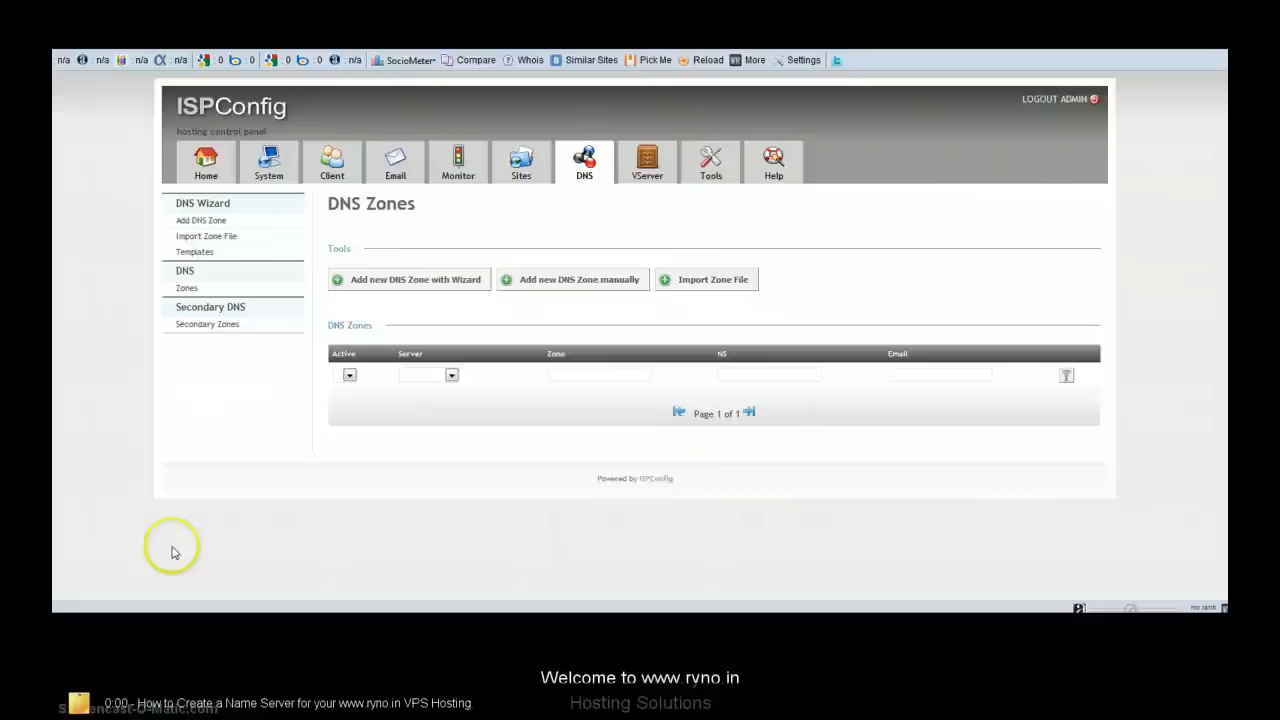 n/a n/a n/a n/a : 0 : 0 : 0 : 0 : n/a SocioMeter Compare Whois Similar Sites Pick Me Reload More Settings
ISPConfig
hosting control panel
LOGOUT ADMIN
Home System Client Email Monitor Sites DNS VServer Tools Help
DNS Wizard
Add DNS Zone
Import Zone File
Templates
DNS
Zones
Secondary DNS
Secondary Zones
DNS Zones
Tools
Add new DNS Zone with Wizard Add new DNS Zone manually Import Zone File
DNS Zones
Active Server Zone NS Email
Page 1 of 1
Powered by ISPConfig
no rank
Welcome to www.ryno.in
Hosting Solutions
0:00 - How to Create a Name Server for your www.ryno.in VPS Hosting